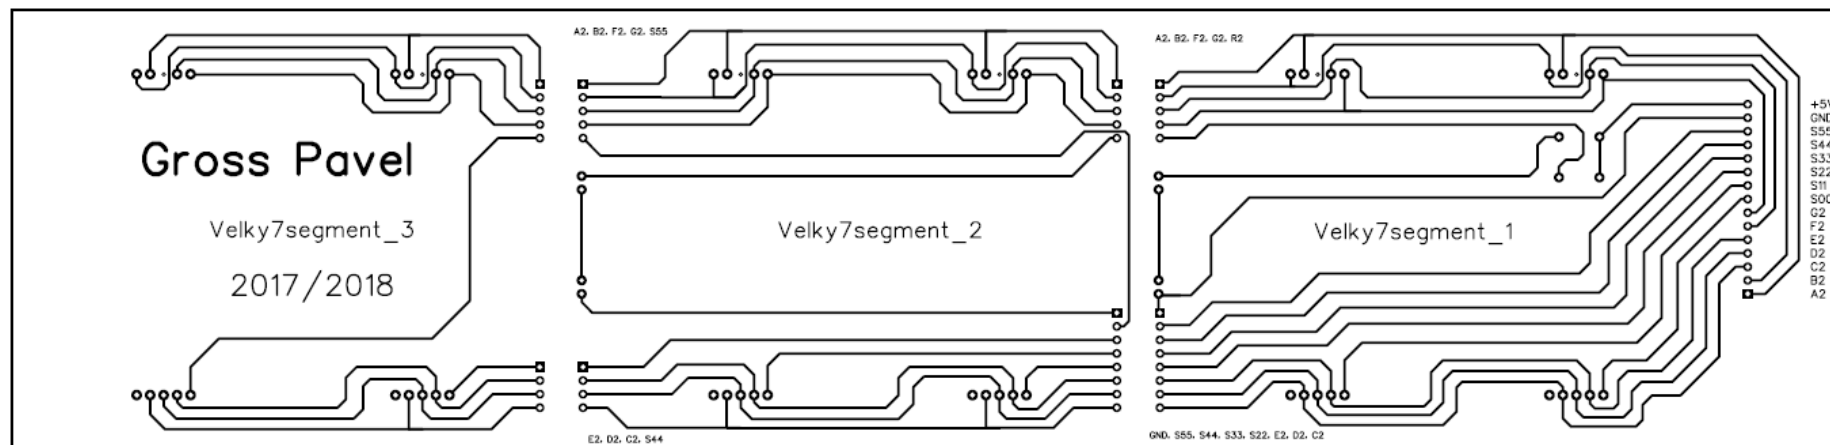 A2. B2. F2. G2. S55
A2. B2. F2. G2. R2
Gross Pavel
Velky7segment_3
2017/2018
Velky7segment_2
Velky7segment_1
+5V
GND
S55
S44
S33
S22
S11
S00
G2
F2
E2
D2
C2
B2
A2
E2. D2. C2. S44
GND. S55. S44. S33. S22. E2. D2. C2